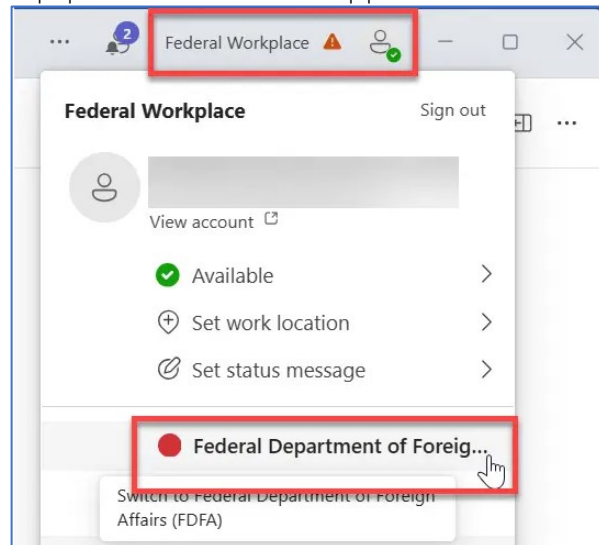 ... 2 Federal Workplace
Federal Workplace Sign out
...
View account
Available
Set work location
Set status message
Federal Department of Foreig...
Switch to Federal Department of Foreign
Affairs (FDFA)